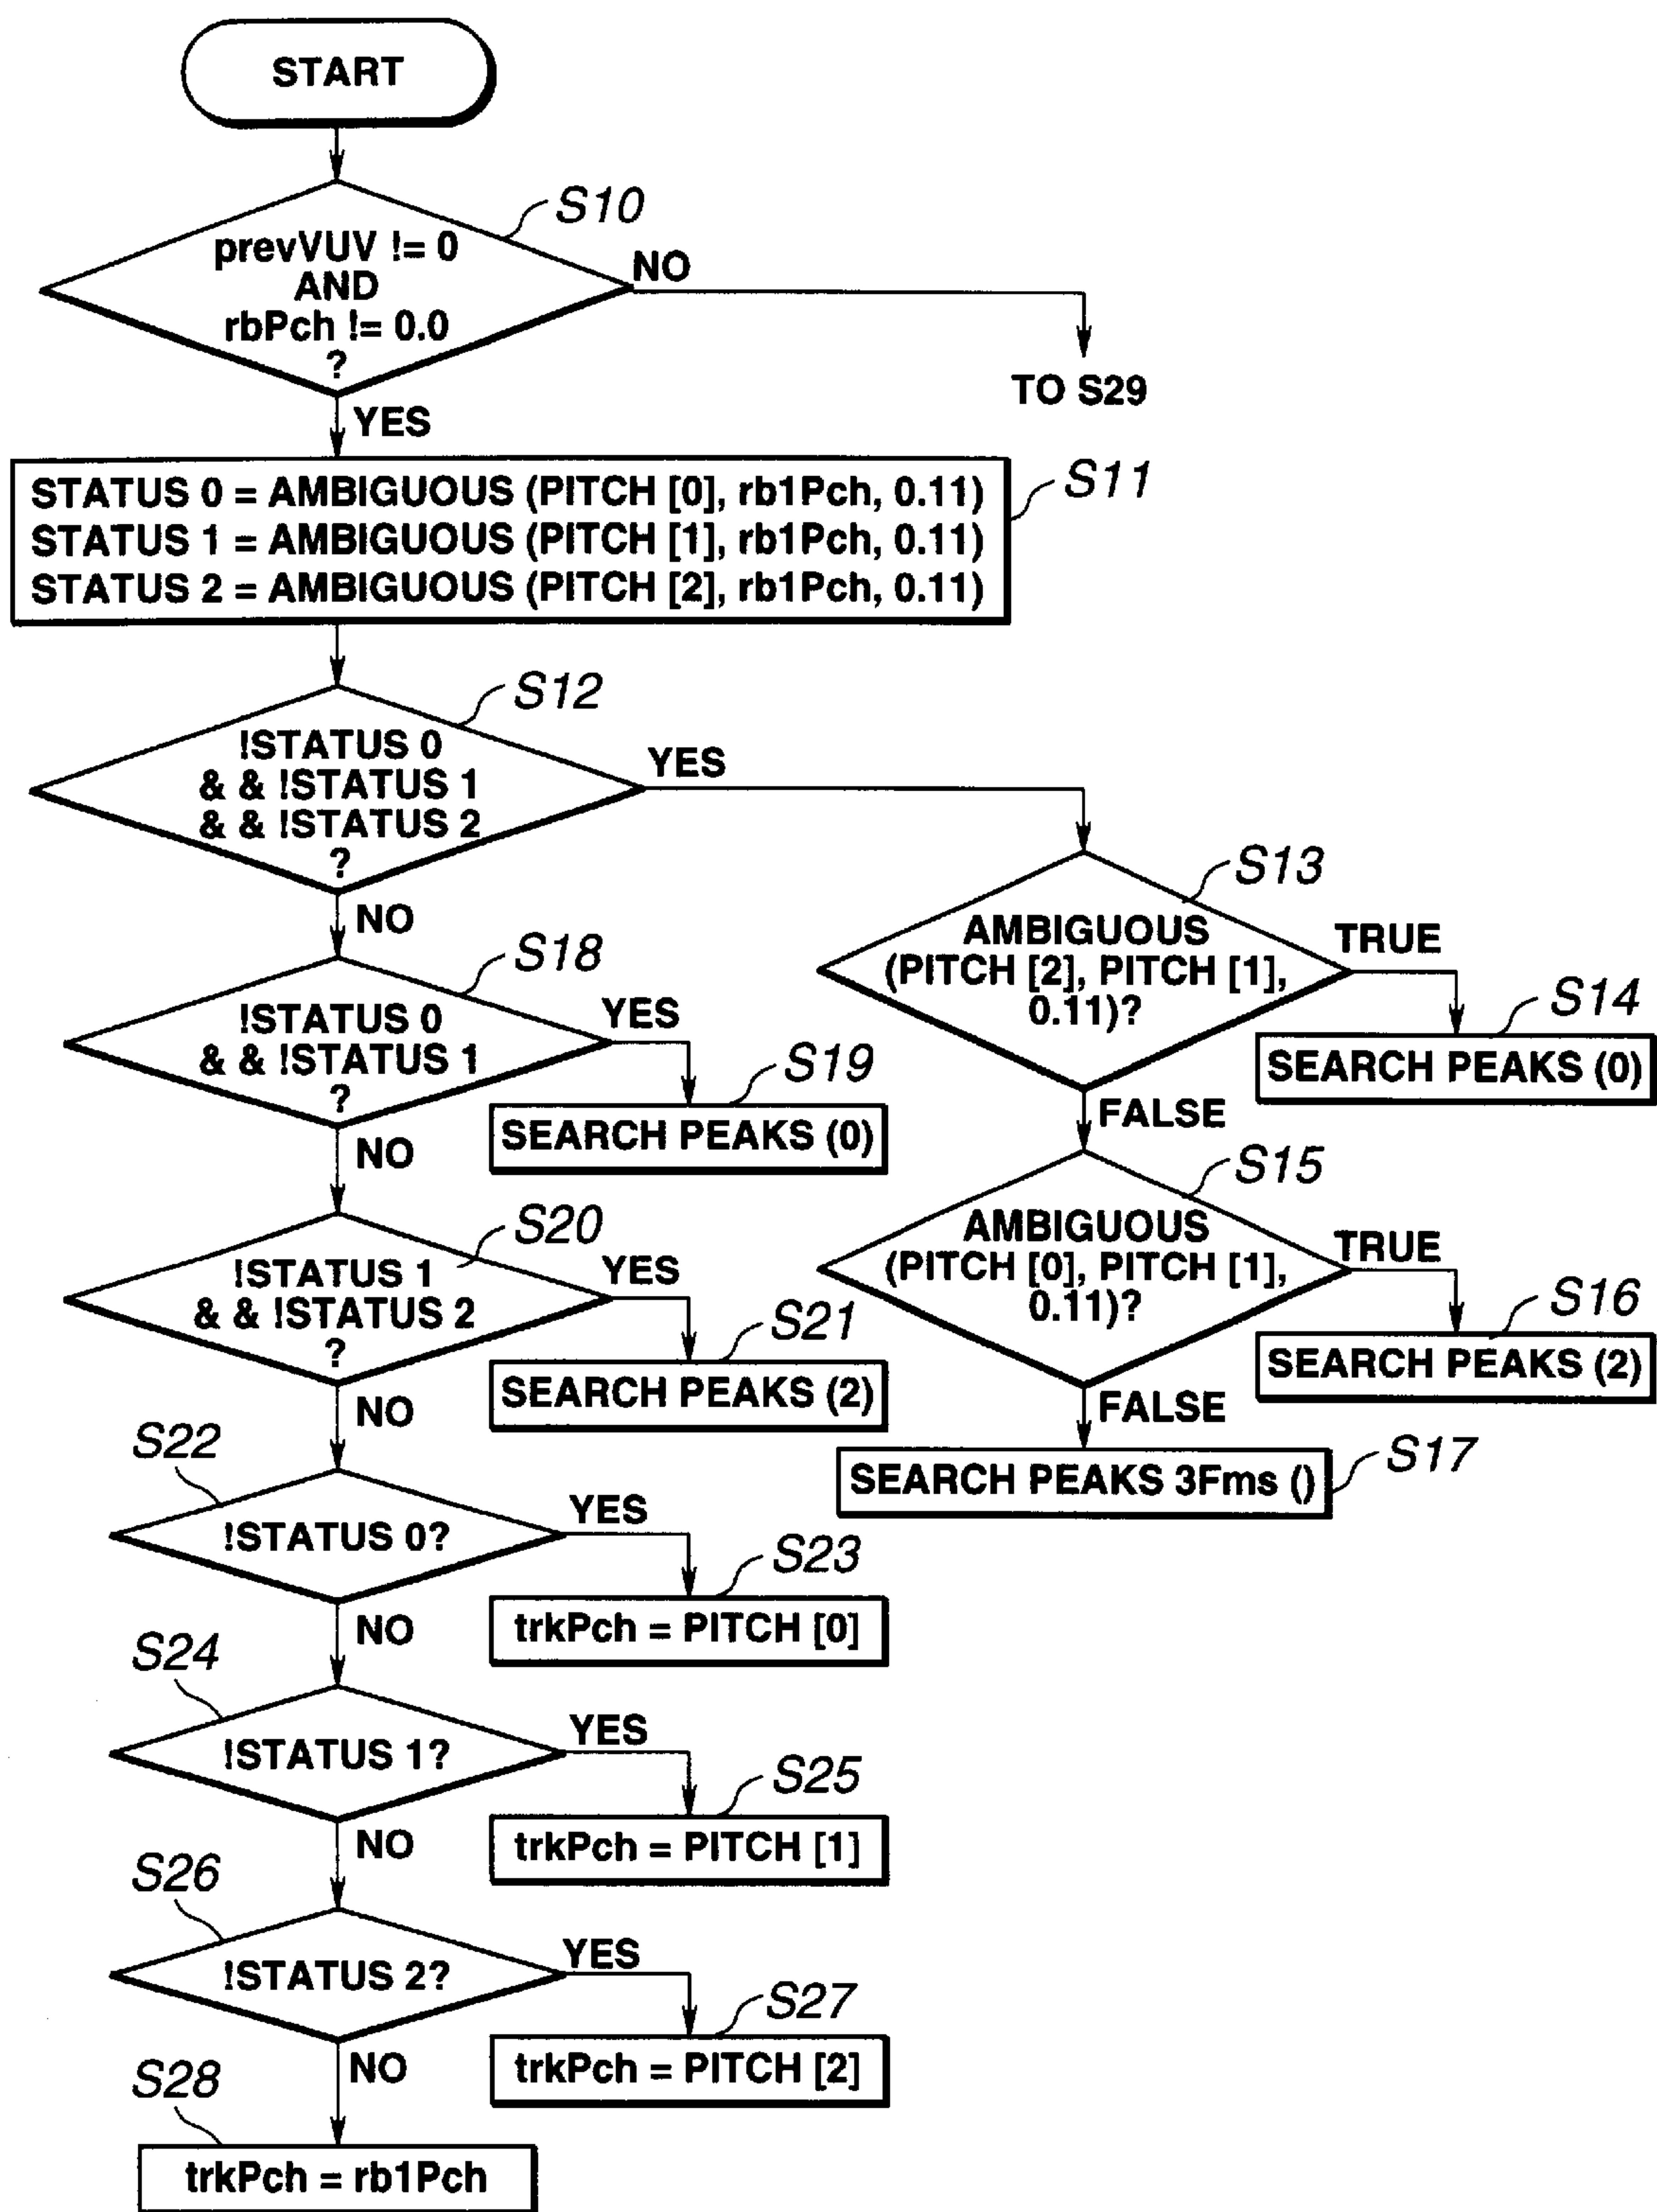 START
S10
prevVUV != 0
AND
rbPch != 0.0
?
NO
TO S29
YES
STATUS 0 = AMBIGUOUS (PITCH [0], rb1Pch, 0.11)
STATUS 1 = AMBIGUOUS (PITCH [1], rb1Pch, 0.11)
STATUS 2 = AMBIGUOUS (PITCH [2], rb1Pch, 0.11)
S11
S12
!STATUS 0
& & !STATUS 1
& & !STATUS 2
?
YES
NO
S13
AMBIGUOUS
(PITCH [2], PITCH [1],
0.11)?
TRUE
S14
SEARCH PEAKS (0)
FALSE
S15
AMBIGUOUS
(PITCH [0], PITCH [1],
0.11)?
TRUE
S16
SEARCH PEAKS (2)
FALSE
SEARCH PEAKS 3Fms ()
S17
S18
!STATUS 0
& & !STATUS 1
?
YES
S19
SEARCH PEAKS (0)
NO
S20
!STATUS 1
& & !STATUS 2
?
YES
S21
SEARCH PEAKS (2)
NO
S22
!STATUS 0?
YES
S23
trkPch = PITCH [0]
NO
S24
!STATUS 1?
YES
S25
trkPch = PITCH [1]
NO
S26
!STATUS 2?
YES
S27
trkPch = PITCH [2]
NO
S28
trkPch = rb1Pch